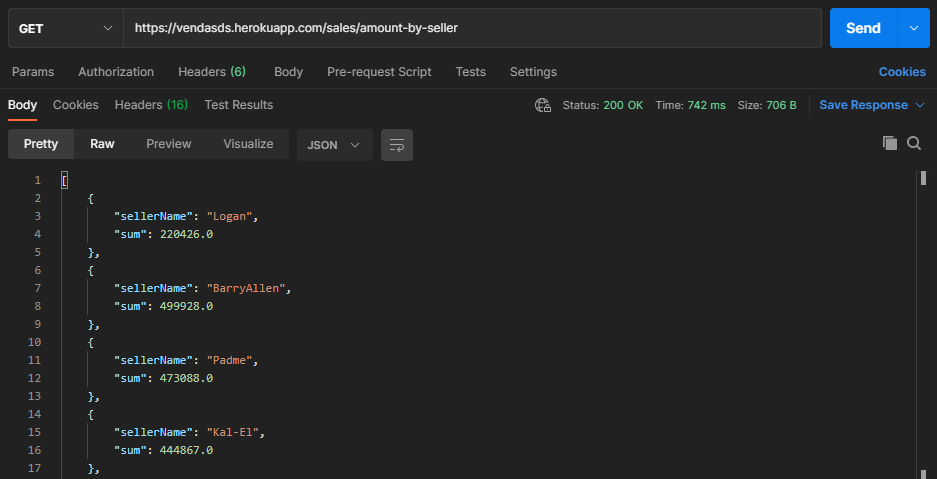 GET https://vendasds.herokuapp.com/sales/amount-by-seller Send
Params Authorization Headers (6) Body Pre-request Script Tests Settings Cookies
Body Cookies Headers (16) Test Results Status: 200 OK Time: 742 ms Size: 706 B Save Response
Pretty Raw Preview Visualize JSON
1 [
2 {
3 "sellerName": "Logan",
4 "sum": 220426.0
5 },
6 {
7 "sellerName": "BarryAllen",
8 "sum": 499928.0
9 },
10 {
11 "sellerName": "Padme",
12 "sum": 473088.0
13 },
14 {
15 "sellerName": "Kal-El",
16 "sum": 444867.0
17 },